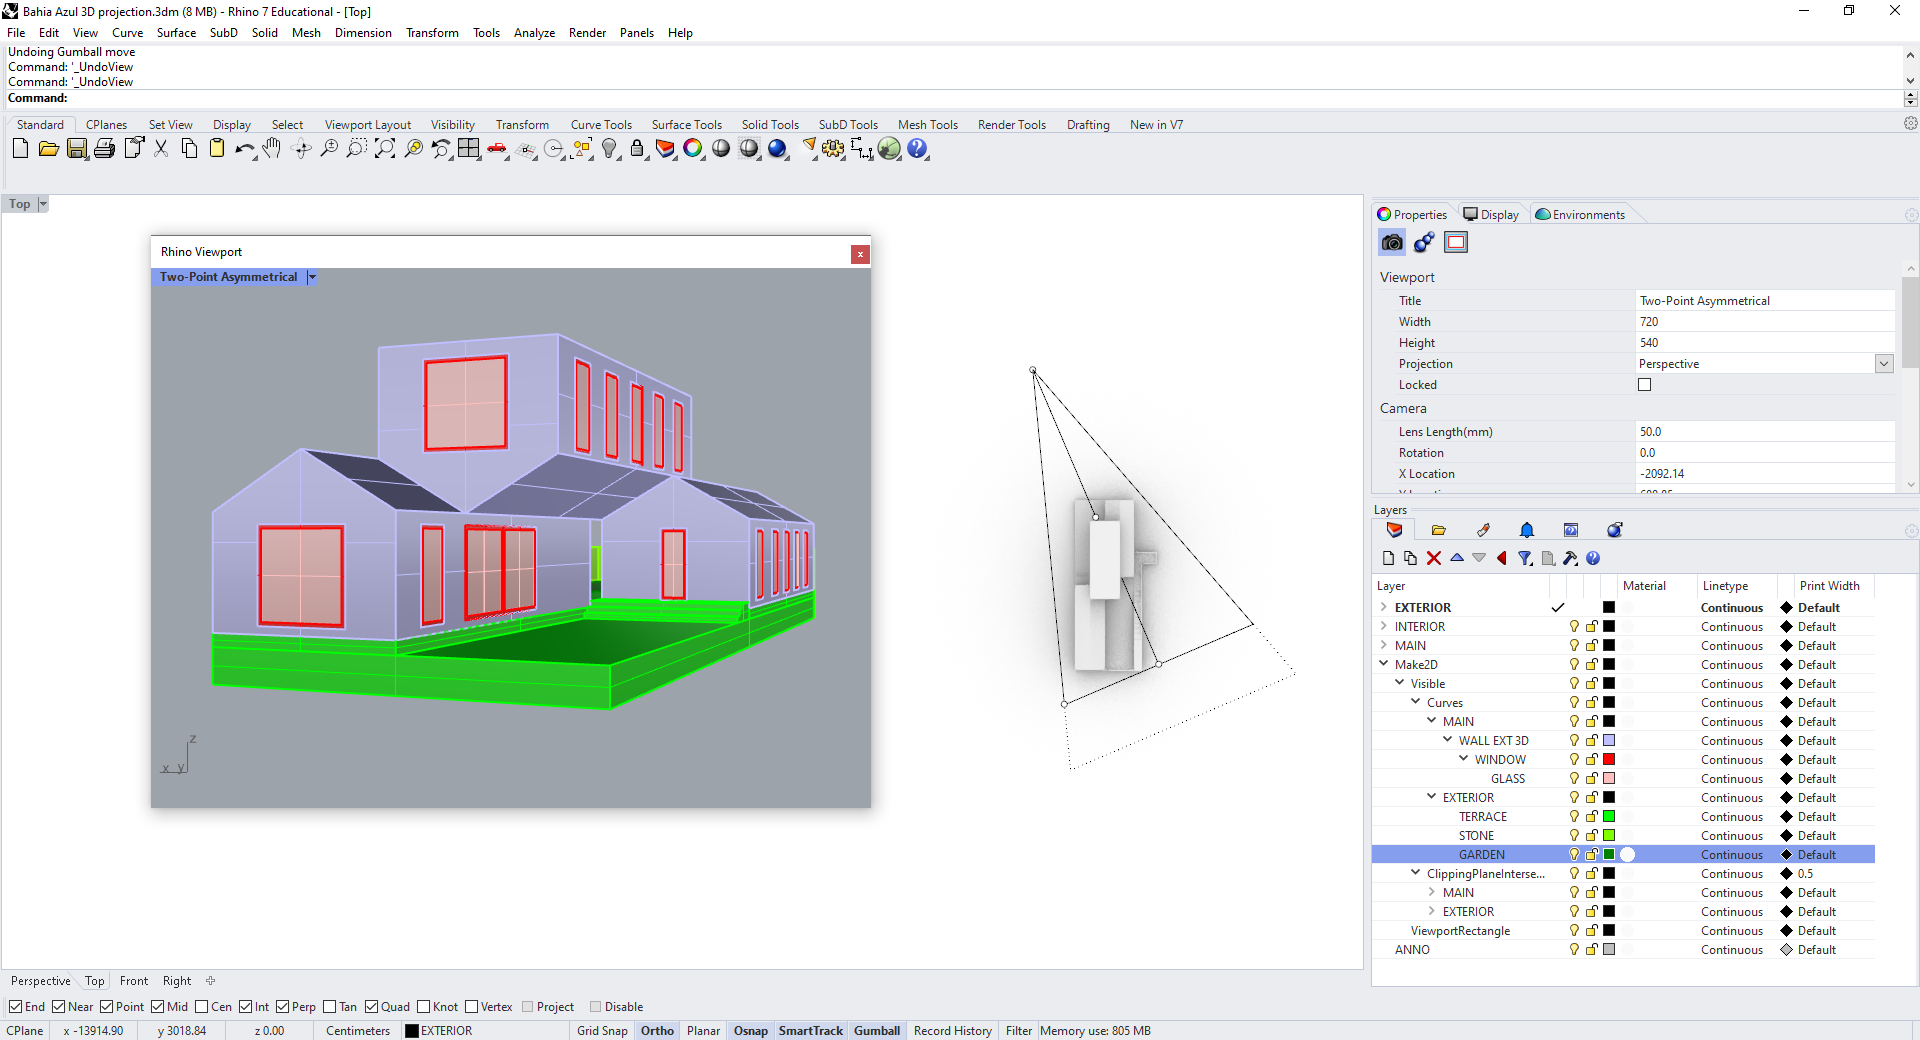 Bahia Azul 3D projection.3dm (8 MB) - Rhino 7 Educational - [Top]
File Edit View Curve Surface SubD Solid Mesh Dimension Transform Tools Analyze Render Panels Help
Undoing Gumball move
Command: '_UndoView
Command: '_UndoView
Command:
Standard CPlanes Set View Display Select Viewport Layout Visibility Transform Curve Tools Surface Tools Solid Tools SubD Tools Mesh Tools Render Tools Drafting New in V7
Top
Rhino Viewport
x
Two-Point Asymmetrical
z
x y
Properties Display Environments
Viewport
Title Two-Point Asymmetrical
Width 720
Height 540
Projection Perspective
Locked
Camera
Lens Length(mm) 50.0
Rotation 0.0
X Location -2092.14
Layers
Layer Material Linetype Print Width
EXTERIOR Continuous Default
INTERIOR Continuous Default
MAIN Continuous Default
Make2D Continuous Default
Visible Continuous Default
Curves Continuous Default
MAIN Continuous Default
WALL EXT 3D Continuous Default
WINDOW Continuous Default
GLASS Continuous Default
EXTERIOR Continuous Default
TERRACE Continuous Default
STONE Continuous Default
GARDEN Continuous Default
ClippingPlaneInterse... Continuous 0.5
MAIN Continuous Default
EXTERIOR Continuous Default
ViewportRectangle Continuous Default
ANNO Continuous Default
Perspective Top Front Right
End Near Point Mid Cen Int Perp Tan Quad Knot Vertex Project Disable
CPlane x -13914.90 y 3018.84 z 0.00 Centimeters EXTERIOR Grid Snap Ortho Planar Osnap SmartTrack Gumball Record History Filter Memory use: 805 MB